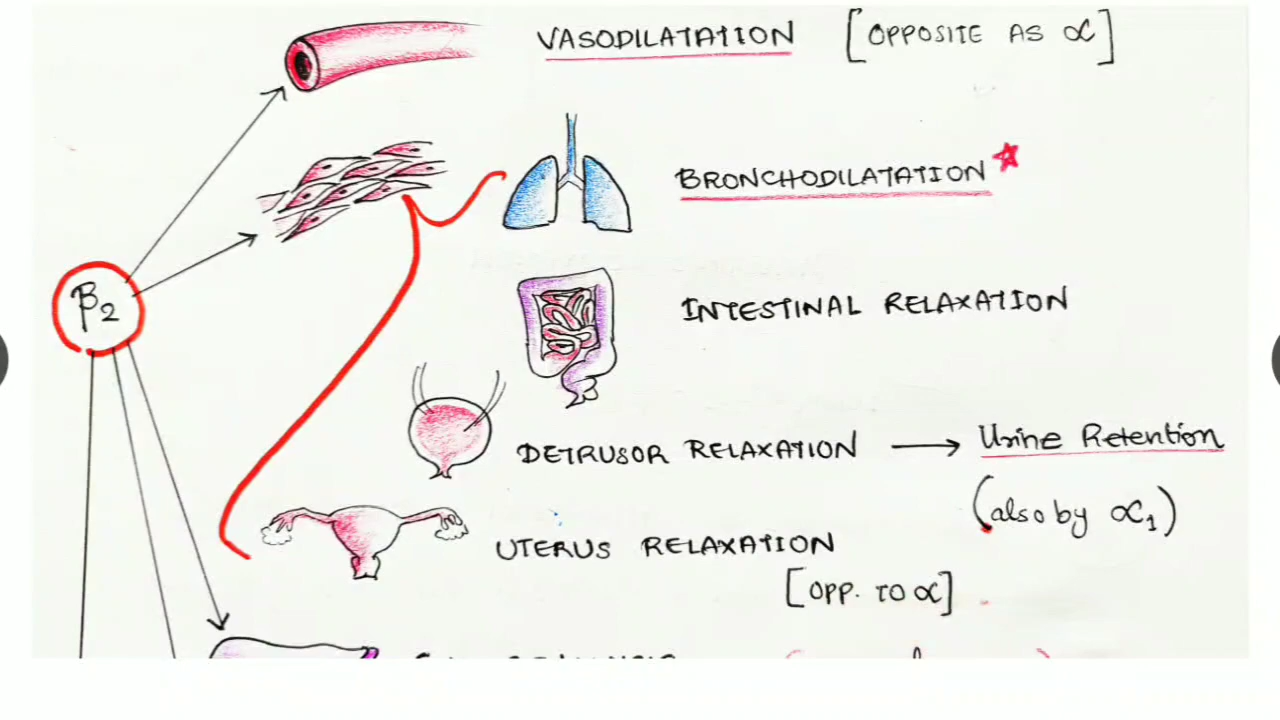 VASODILATATION [OPPOSITE AS α]
BRONCHODILATATION
INTESTINAL RELAXATION
β2
DETRUSOR RELAXATION → Urine Retention
(also by α1)
UTERUS RELAXATION
[OPP. TO α]